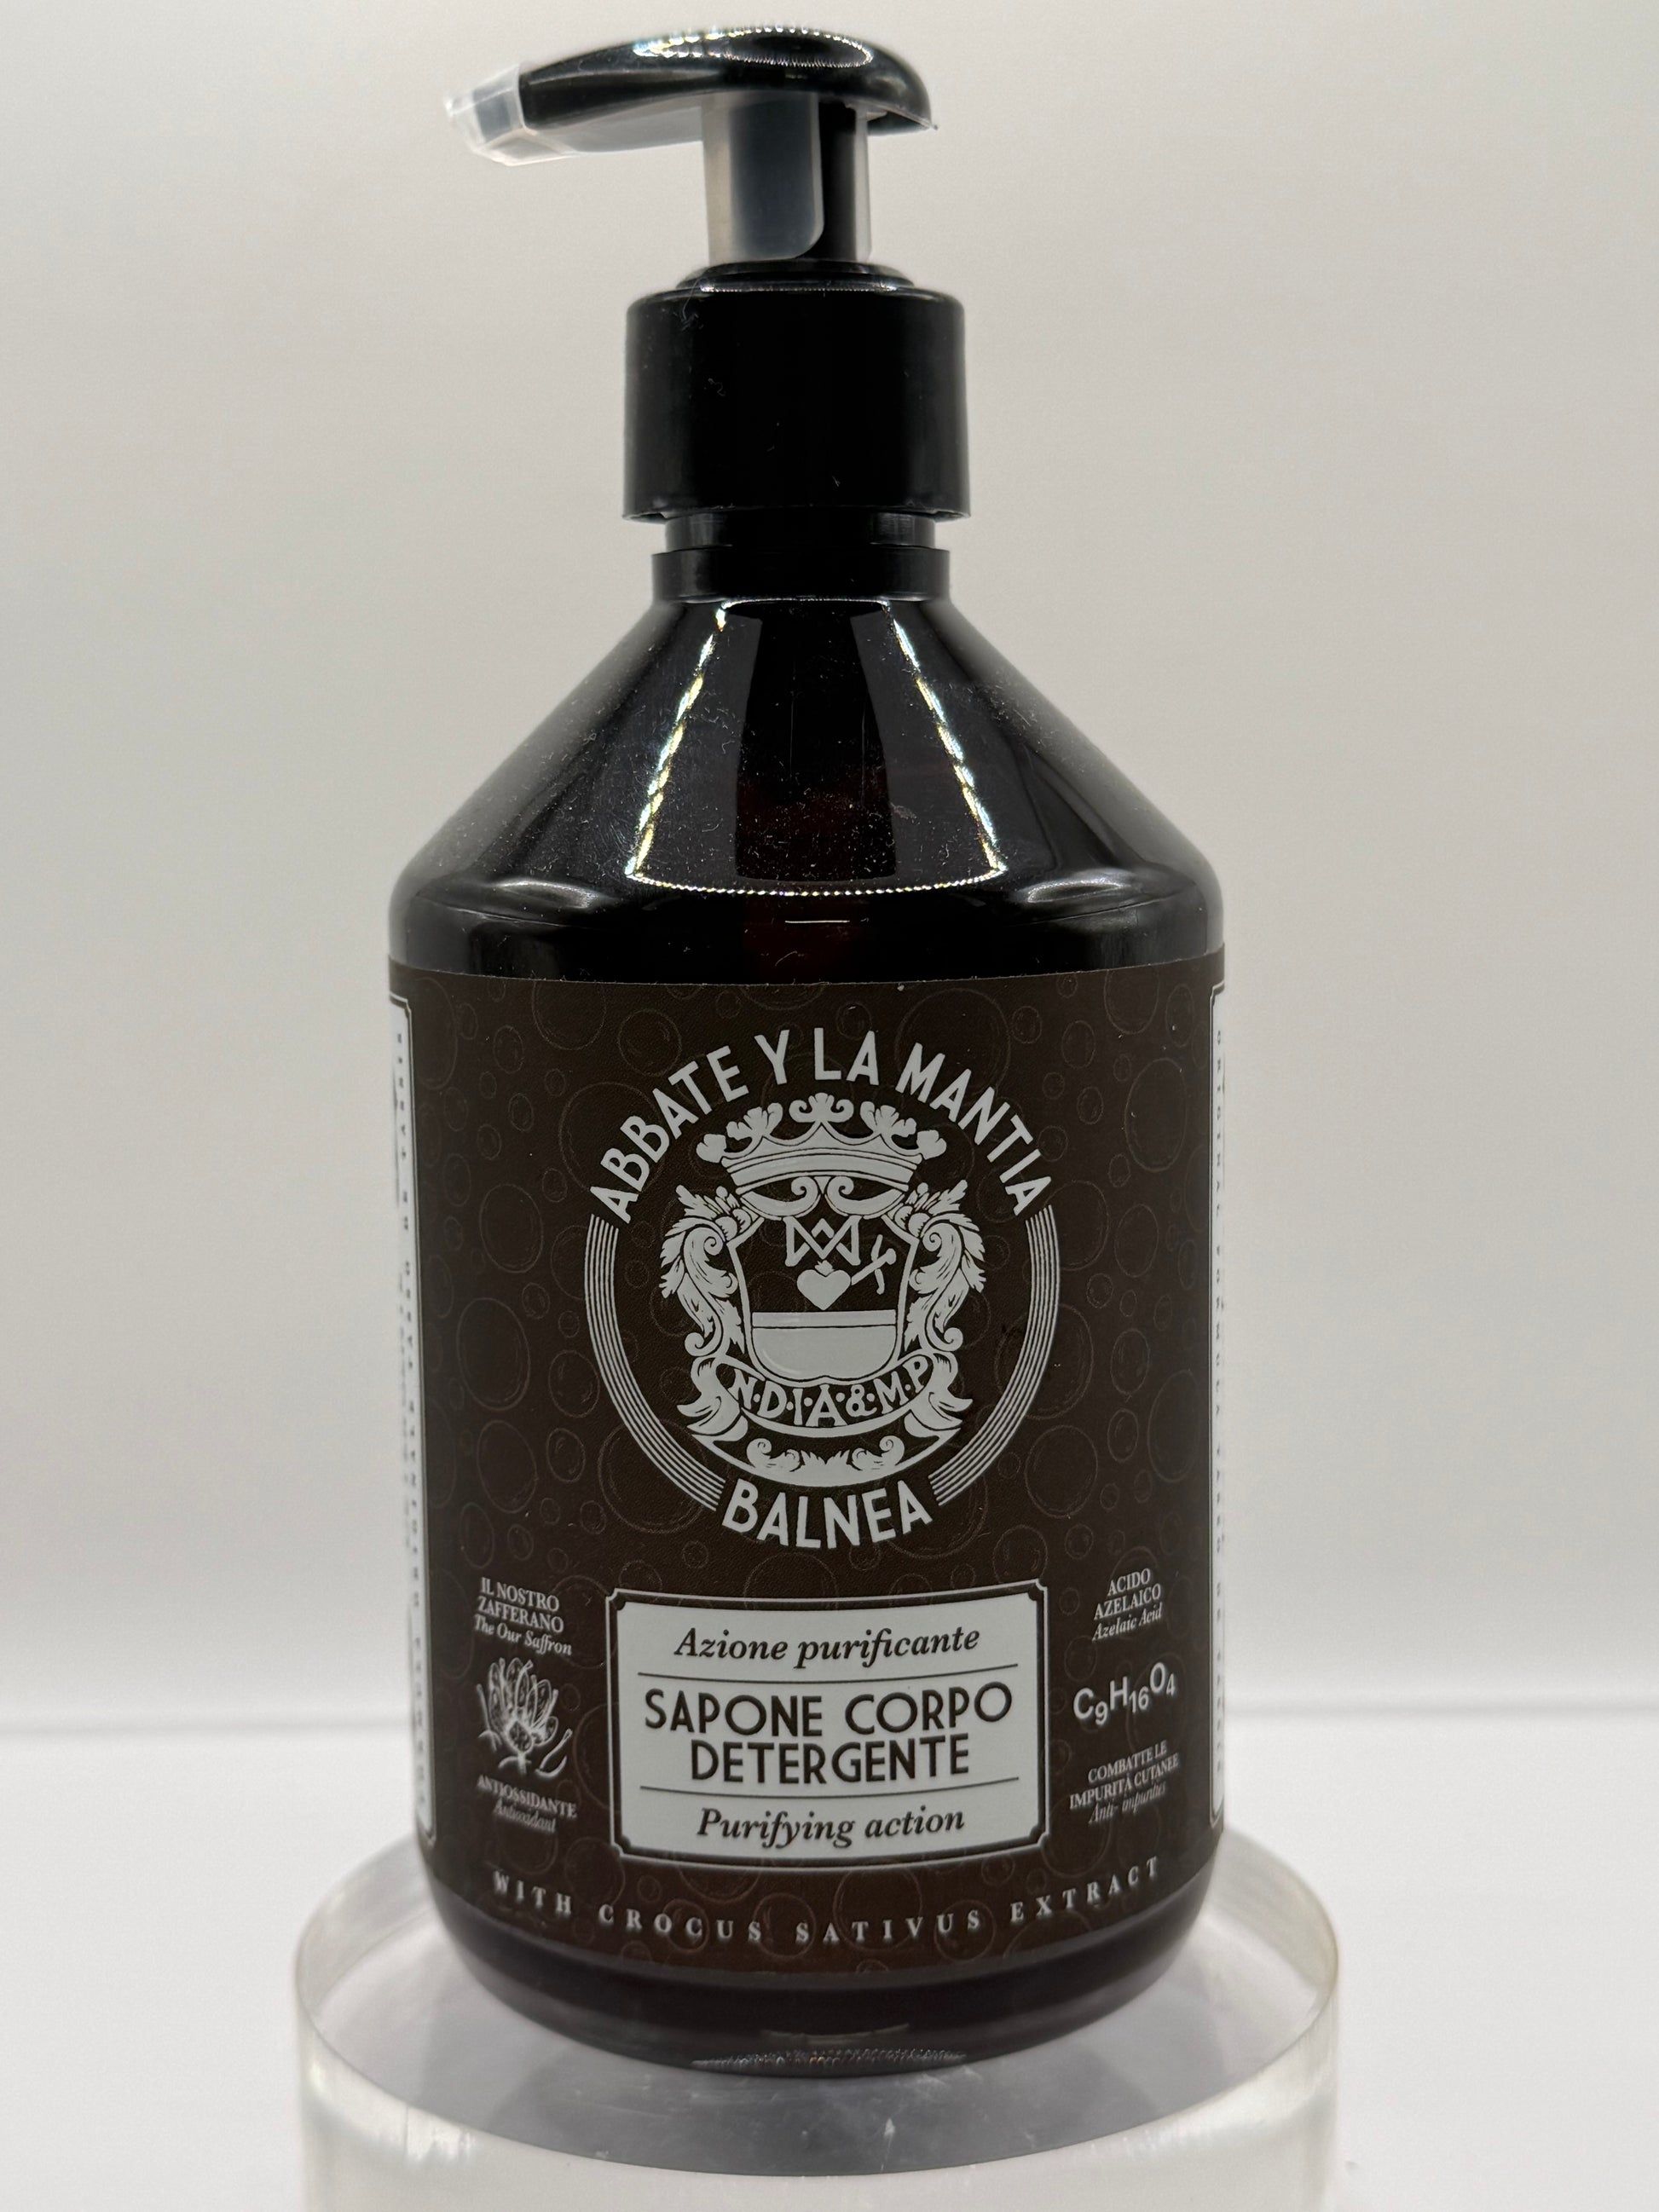 ABBATE Y LA MANTIA
N·D·I·A·&·M·P
BALNEA
IL NOSTRO
ZAFFERANO
The Our Saffron
ANTIOSSIDANTE
Antioxidant
Azione purificante
SAPONE CORPO
DETERGENTE
Purifying action
ACIDO
AZELAICO
Azelaic Acid
C₉H₁₆O₄
COMBATTE LE
IMPURITÀ CUTANEE
Anti- impurities
WITH CROCUS SATIVUS EXTRACT